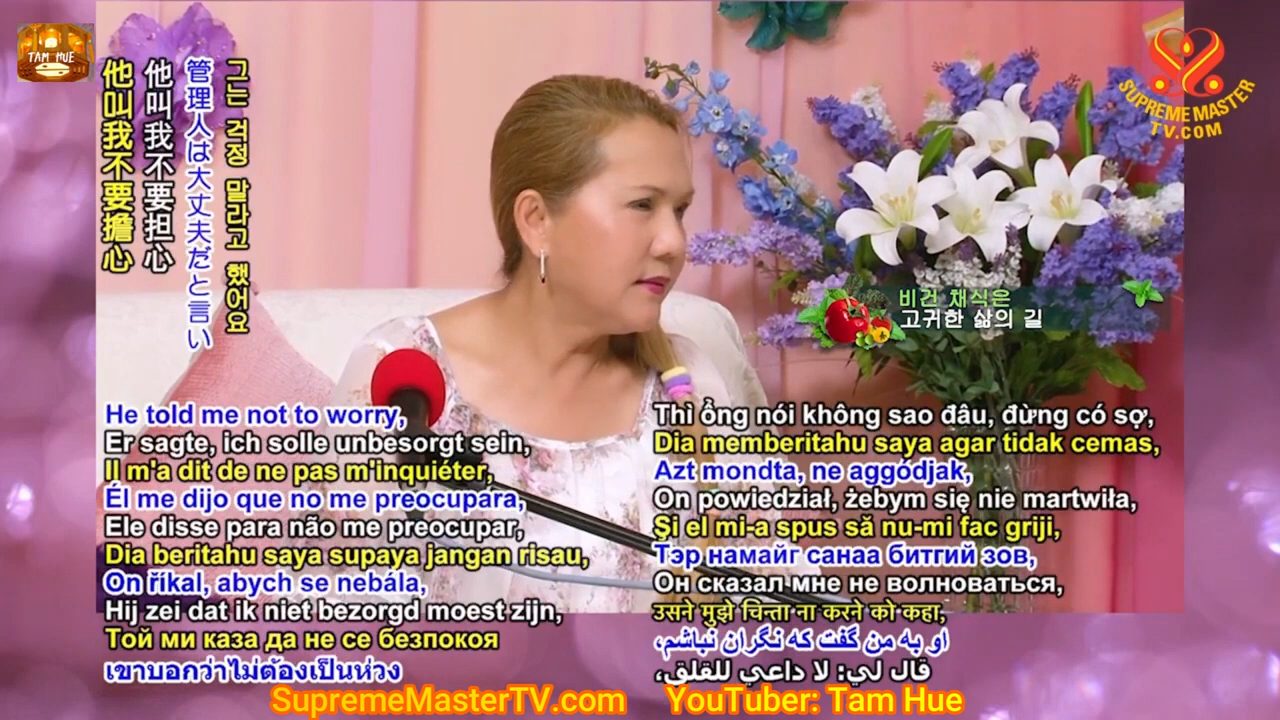 TAM HUE
他叫我不要擔心
他叫我不要担心
管理人は大丈夫だと言い
그는 걱정 말라고 했어요
SUPREME MASTER
TV.COM
비건 채식은
고귀한 삶의 길
He told me not to worry,
Er sagte, ich solle unbesorgt sein,
Il m'a dit de ne pas m'inquiéter,
Él me dijo que no me preocupara,
Ele disse para não me preocupar,
Dia beritahu saya supaya jangan risau,
On říkal, abych se nebála,
Hij zei dat ik niet bezorgd moest zijn,
Той ми каза да не се безпокоя
เขาบอกว่าไม่ต้องเป็นห่วง
Thì ổng nói không sao đâu, đừng có sợ,
Dia memberitahu saya agar tidak cemas,
Azt mondta, ne aggódjak,
On powiedział, żebym się nie martwiła,
Şi el mi-a spus să nu-mi fac griji,
Тэр намайг санаа битгий зов,
Он сказал мне не волноваться,
उसने मुझे चिन्ता ना करने को कहा,
او به من گفت که نگران نباشم،
قال لي: لا داعي للقلق،
SupremeMasterTV.com YouTuber: Tam Hue